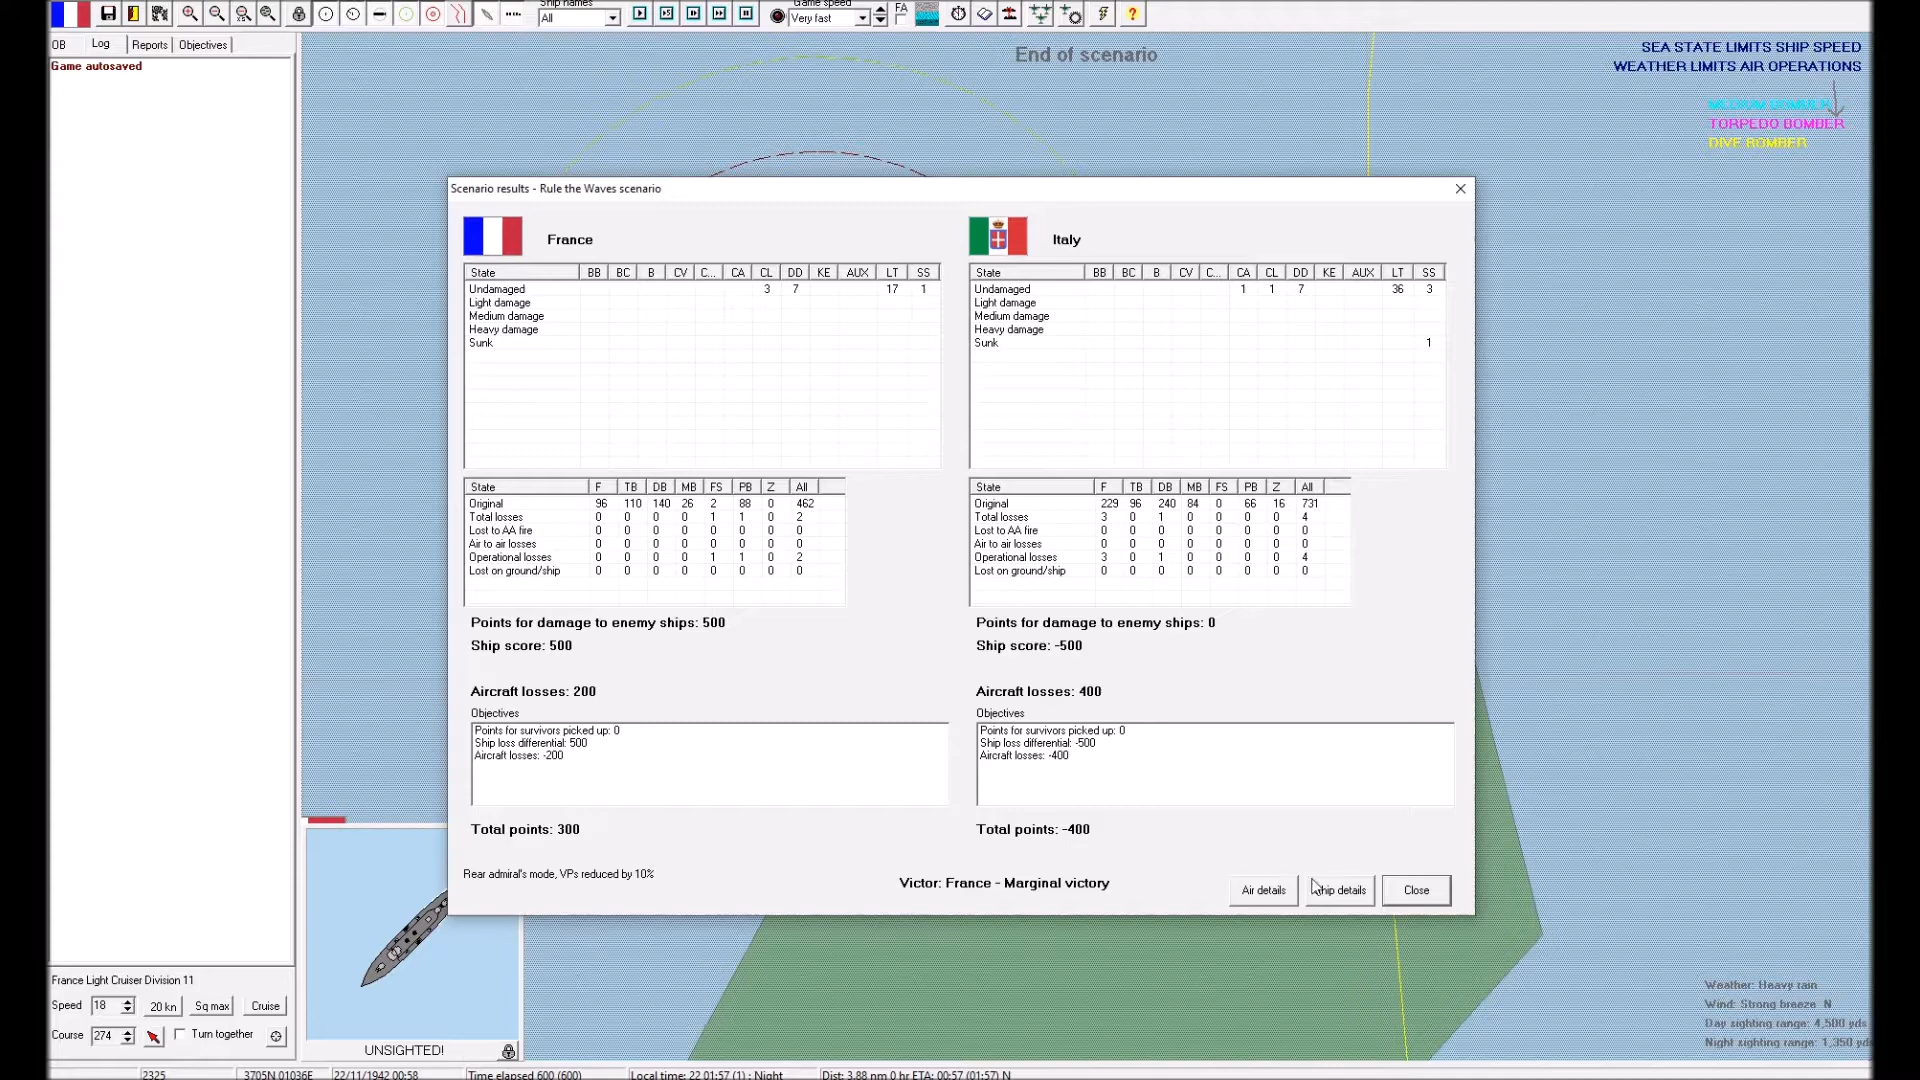 Ship names
Game speed
FA
All
Very fast
OB Log Reports Objectives
Game autosaved
End of scenario
SEA STATE LIMITS SHIP SPEED
WEATHER LIMITS AIR OPERATIONS
MEDIUM BOMBER
TORPEDO BOMBER
DIVE BOMBER
Scenario results - Rule the Waves scenario
France
State BB BC B CV C... CA CL DD KE AUX LT SS
Undamaged 3 7 17 1
Light damage
Medium damage
Heavy damage
Sunk
State F TB DB MB FS PB Z All
Original 96 110 140 26 2 88 0 462
Total losses 0 0 0 0 1 1 0 2
Lost to AA fire 0 0 0 0 0 0 0 0
Air to air losses 0 0 0 0 0 0 0 0
Operational losses 0 0 0 0 1 1 0 2
Lost on ground/ship 0 0 0 0 0 0 0 0
Points for damage to enemy ships: 500
Ship score: 500
Aircraft losses: 200
Objectives
Points for survivors picked up: 0
Ship loss differential: 500
Aircraft losses: -200
Total points: 300
Italy
State BB BC B CV C... CA CL DD KE AUX LT SS
Undamaged 1 1 7 36 3
Light damage
Medium damage
Heavy damage
Sunk 1
State F TB DB MB FS PB Z All
Original 229 96 240 84 0 66 16 731
Total losses 3 0 1 0 0 0 0 4
Lost to AA fire 0 0 0 0 0 0 0 0
Air to air losses 0 0 0 0 0 0 0 0
Operational losses 3 0 1 0 0 0 0 4
Lost on ground/ship 0 0 0 0 0 0 0 0
Points for damage to enemy ships: 0
Ship score: -500
Aircraft losses: 400
Objectives
Points for survivors picked up: 0
Ship loss differential: -500
Aircraft losses: -400
Total points: -400
Rear admiral's mode, VPs reduced by 10%
Victor: France - Marginal victory
Air details Ship details Close
France Light Cruiser Division 11
Speed 18 20 kn Sq max Cruise
Course 274 Turn together
UNSIGHTED!
Weather: Heavy rain
Wind: Strong breeze N
Day sighting range: 4,500 yds
Night sighting range: 1,350
2325 3705N 01036E 22/11/1942 00:58 Time elapsed 600 (600) Local time: 22 01:57 (1) : Night Dist: 3.88 nm 0 hr ETA: 00:57 (01:57) N